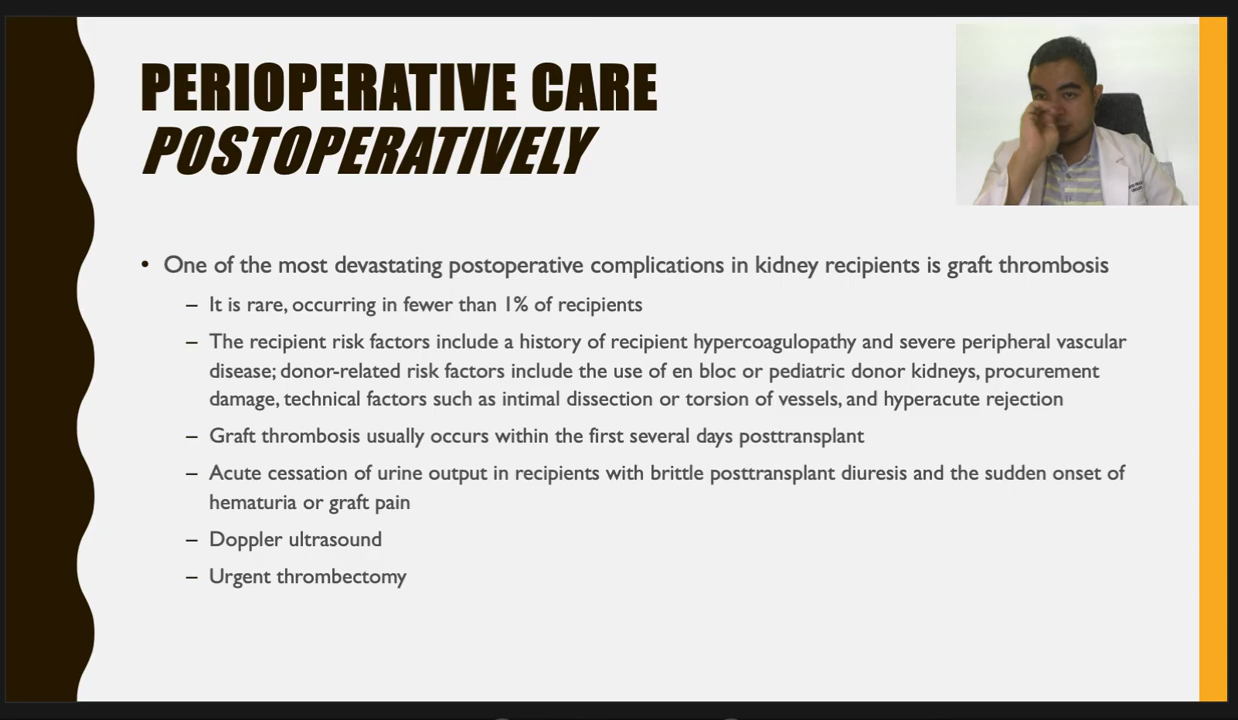 PERIOPERATIVE CARE
POSTOPERATIVELY
• One of the most devastating postoperative complications in kidney recipients is graft thrombosis
– It is rare, occurring in fewer than 1% of recipients
– The recipient risk factors include a history of recipient hypercoagulopathy and severe peripheral vascular
disease; donor-related risk factors include the use of en bloc or pediatric donor kidneys, procurement
damage, technical factors such as intimal dissection or torsion of vessels, and hyperacute rejection
– Graft thrombosis usually occurs within the first several days posttransplant
– Acute cessation of urine output in recipients with brittle posttransplant diuresis and the sudden onset of
hematuria or graft pain
– Doppler ultrasound
– Urgent thrombectomy